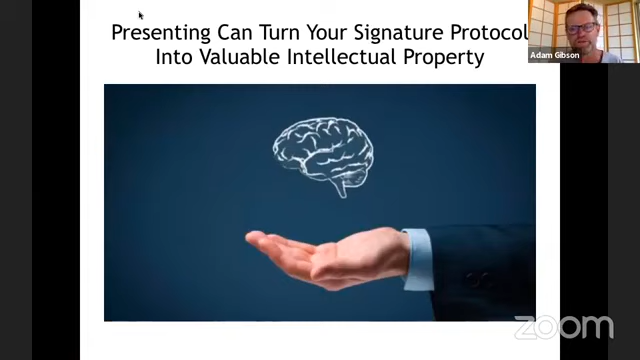 Presenting Can Turn Your Signature Protocol
Into Valuable Intellectual Property
Adam Gibson
zoom